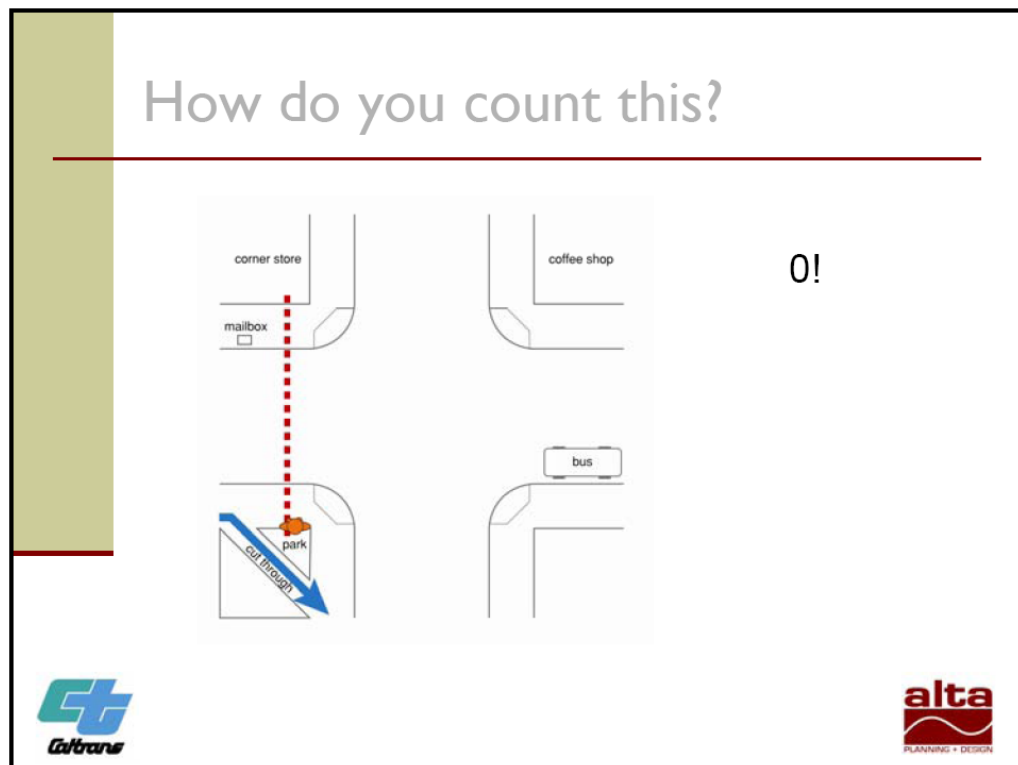 How do you count this?
corner store
coffee shop
0!
mailbox
bus
park
cut through
Caltrans
alta
PLANNING + DESIGN